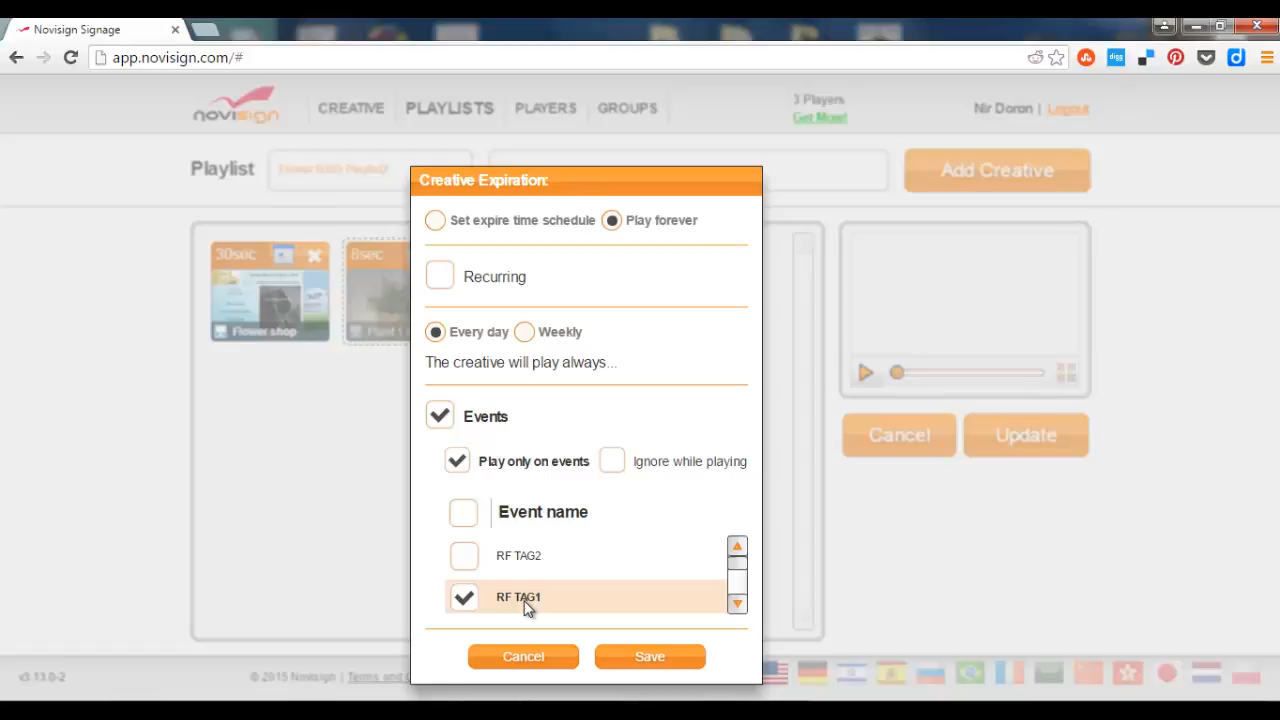 Novisign Signage
app.novisign.com/#
novisign
CREATIVE
PLAYLISTS
PLAYERS
GROUPS
3 Players
Get More!
Nir Doron | Logout
Playlist
Add Creative
Creative Expiration:
Set expire time schedule
Play forever
30sec
8sec
Recurring
Flower shop
Plant 1
Every day
Weekly
The creative will play always...
Events
Cancel
Update
Play only on events
Ignore while playing
Event name
RF TAG2
RF TAG1
Cancel
Save
v3.13.0-2
© 2015 Novisign | Terms and